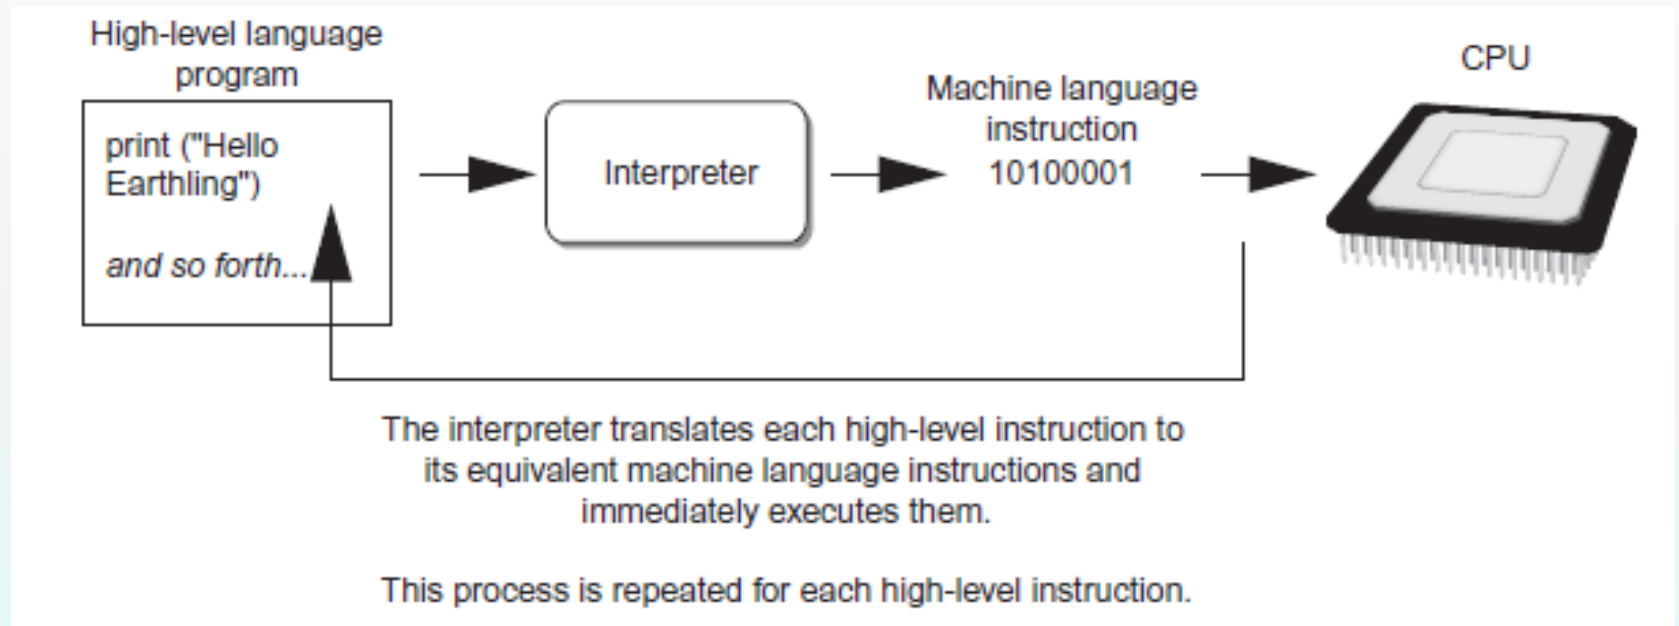 High-level language
program
print ("Hello
Earthling")
and so forth...
Interpreter
Machine language
instruction
10100001
CPU
The interpreter translates each high-level instruction to
its equivalent machine language instructions and
immediately executes them.
This process is repeated for each high-level instruction.